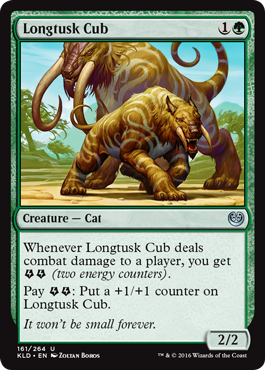 Longtusk Cub 1
Creature — Cat
Whenever Longtusk Cub deals
combat damage to a player, you get
(two energy counters).
Pay : Put a +1/+1 counter on
Longtusk Cub.
It won't be small forever.
2/2
161/264 U
KLD • EN Zoltan Boros
™ & © 2016 Wizards of the Coast